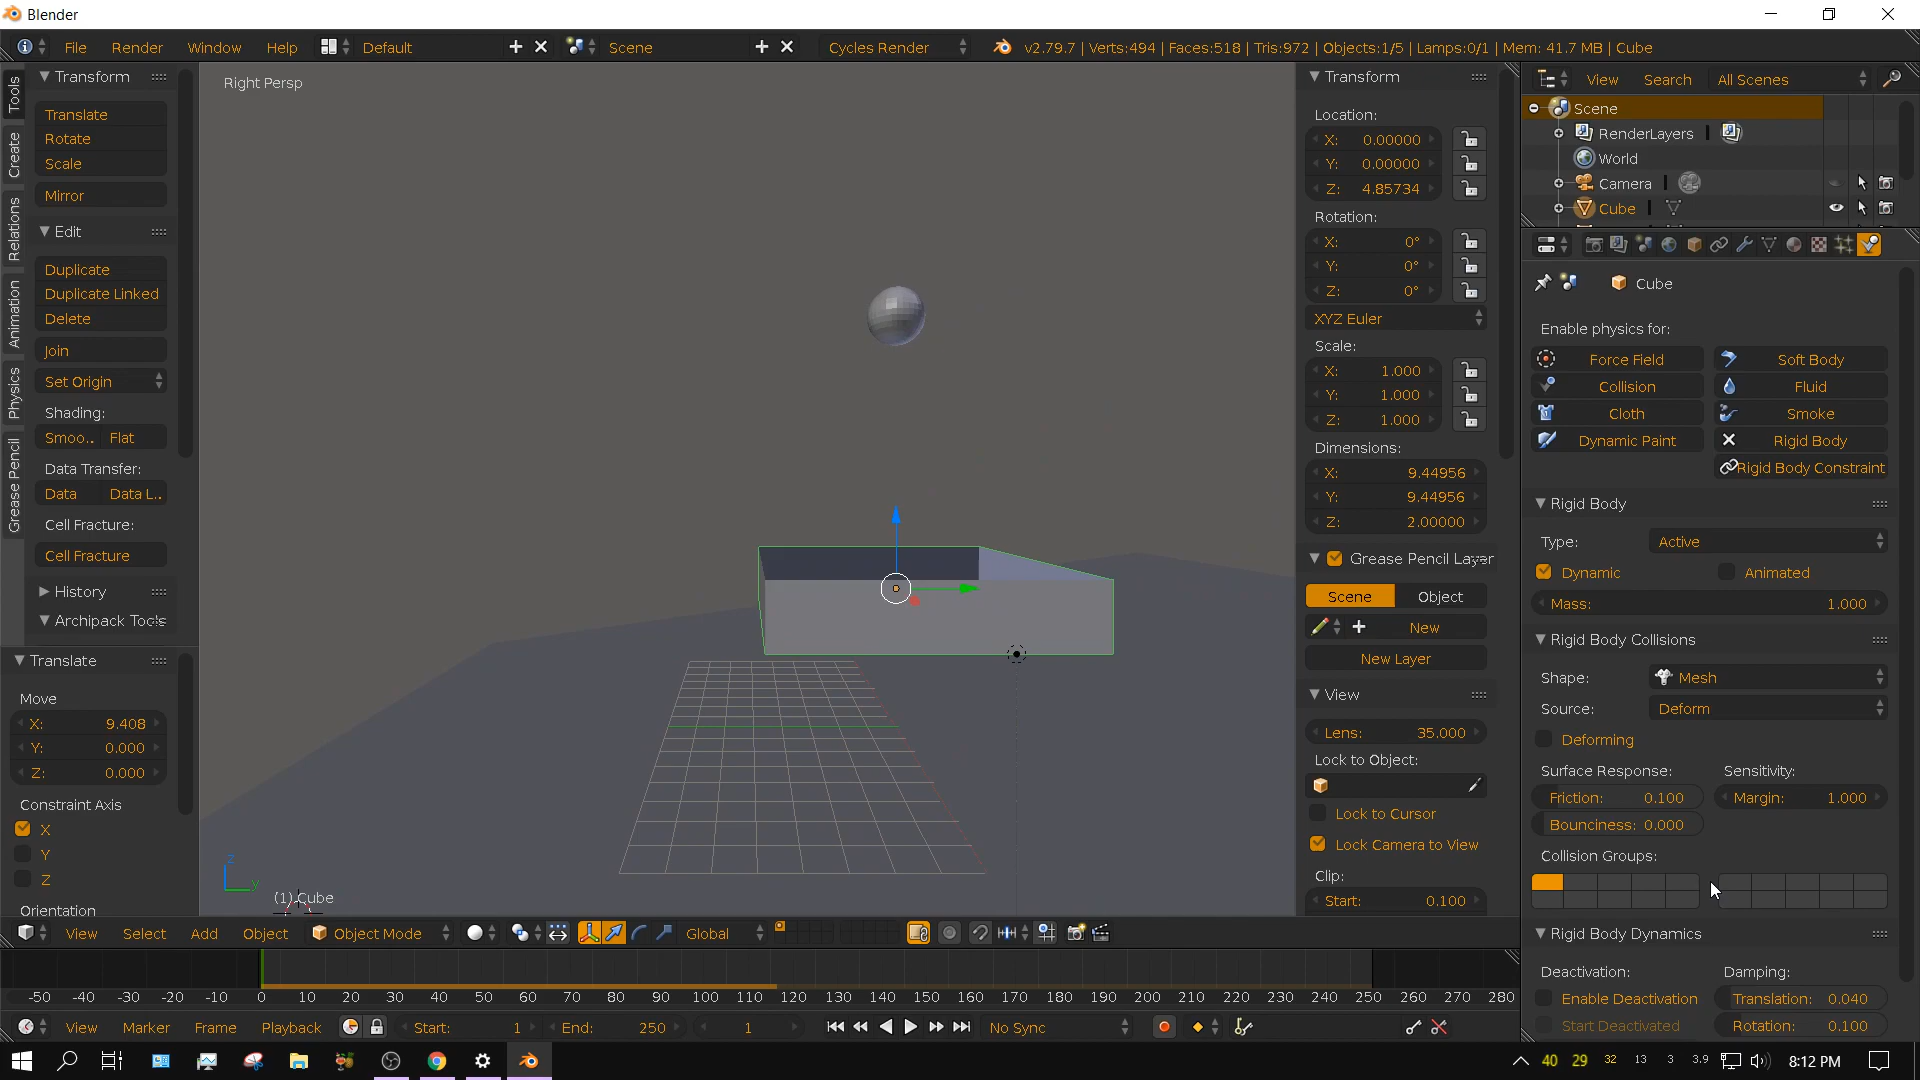 Blender
File Render Window Help Default Scene Cycles Render v2.79.7 | Verts:494 | Faces:518 | Tris:972 | Objects:1/5 | Lamps:0/1 | Mem: 41.7 MB | Cube
Tools
Create
Relations
Animation
Physics
Grease Pencil
Transform
Translate
Rotate
Scale
Mirror
Edit
Duplicate
Duplicate Linked
Delete
Join
Set Origin
Shading:
Smoo.. Flat
Data Transfer:
Data Data L..
Cell Fracture:
Cell Fracture
History
Archipack Tools
Translate
Move
X: 9.408
Y: 0.000
Z: 0.000
Constraint Axis
X
Y
Z
Orientation
Right Persp
z
y
(1) Cube
Transform
Location:
X: 0.00000
Y: 0.00000
Z: 4.85734
Rotation:
X: 0°
Y: 0°
Z: 0°
XYZ Euler
Scale:
X: 1.000
Y: 1.000
Z: 1.000
Dimensions:
X: 9.44956
Y: 9.44956
Z: 2.00000
Grease Pencil Layer
Scene Object
New
New Layer
View
Lens: 35.000
Lock to Object:
Lock to Cursor
Lock Camera to View
Clip:
Start: 0.100
View Search All Scenes
Scene
RenderLayers
World
Camera
Cube
Cube
Enable physics for:
Force Field Soft Body
Collision Fluid
Cloth Smoke
Dynamic Paint Rigid Body
Rigid Body Constraint
Rigid Body
Type: Active
Dynamic Animated
Mass: 1.000
Rigid Body Collisions
Shape: Mesh
Source: Deform
Deforming
Surface Response: Sensitivity:
Friction: 0.100 Margin: 1.000
Bounciness: 0.000
Collision Groups:
Rigid Body Dynamics
Deactivation: Damping:
Enable Deactivation Translation: 0.040
Start Deactivated Rotation: 0.100
View Select Add Object Object Mode Global
-50 -40 -30 -20 -10 0 10 20 30 40 50 60 70 80 90 100 110 120 130 140 150 160 170 180 190 200 210 220 230 240 250 260 270 280
View Marker Frame Playback Start: 1 End: 250 1 No Sync
40 29 32 13 3 3.9 8:12 PM